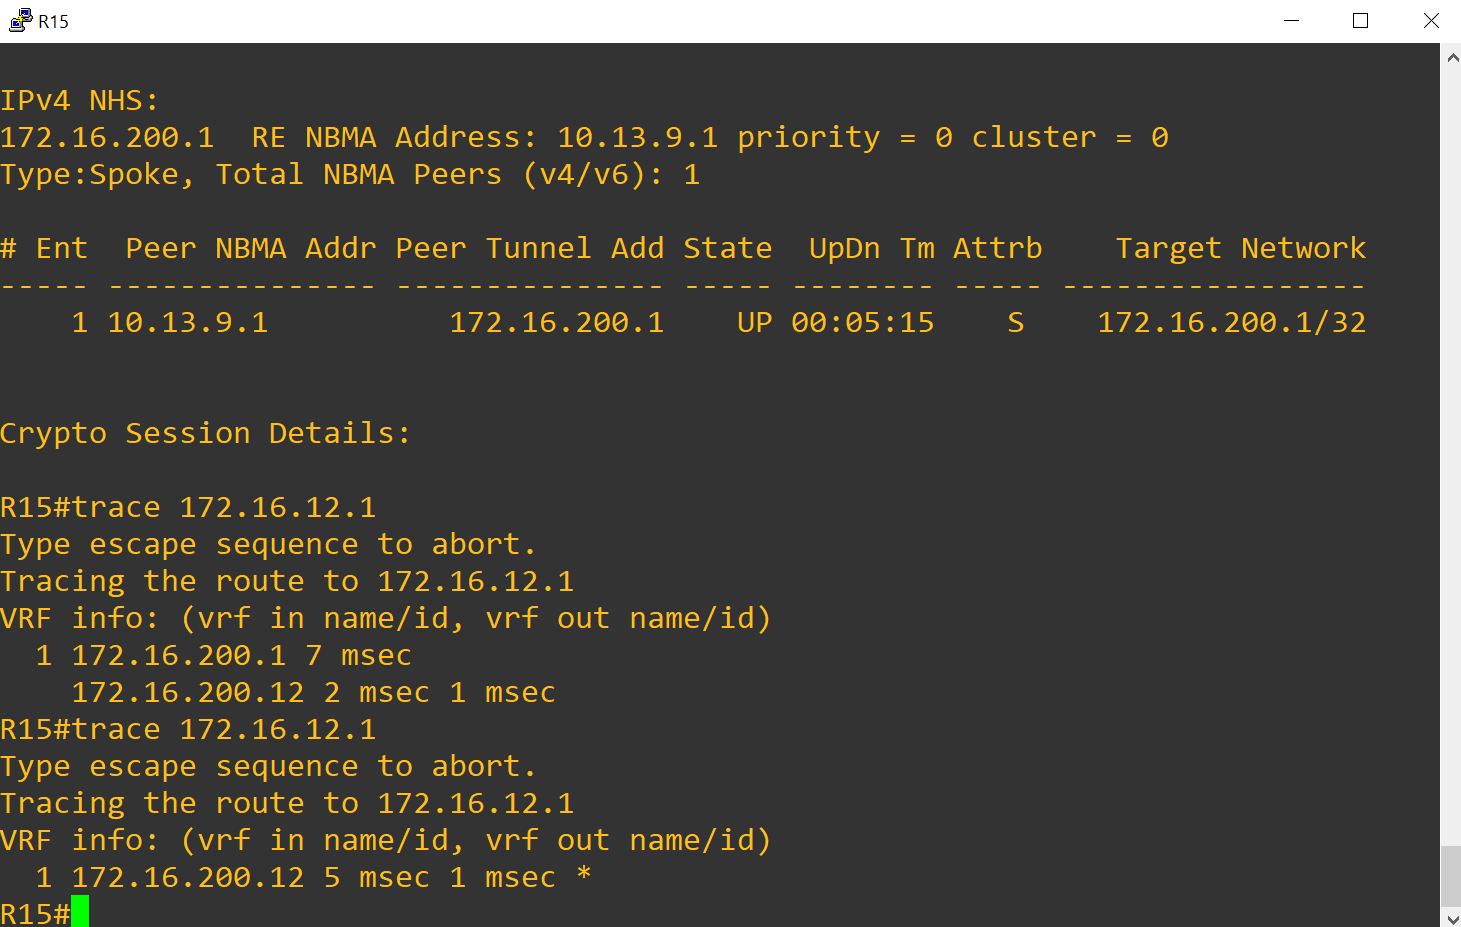 R15
IPv4 NHS:
172.16.200.1  RE NBMA Address: 10.13.9.1 priority = 0 cluster = 0
Type:Spoke, Total NBMA Peers (v4/v6): 1
# Ent  Peer NBMA Addr Peer Tunnel Add State  UpDn Tm Attrb    Target Network
----- --------------- --------------- ----- -------- ----- -----------------
    1 10.13.9.1          172.16.200.1    UP 00:05:15    S    172.16.200.1/32
Crypto Session Details:
R15#trace 172.16.12.1
Type escape sequence to abort.
Tracing the route to 172.16.12.1
VRF info: (vrf in name/id, vrf out name/id)
  1 172.16.200.1 7 msec
    172.16.200.12 2 msec 1 msec
R15#trace 172.16.12.1
Type escape sequence to abort.
Tracing the route to 172.16.12.1
VRF info: (vrf in name/id, vrf out name/id)
  1 172.16.200.12 5 msec 1 msec *
R15#